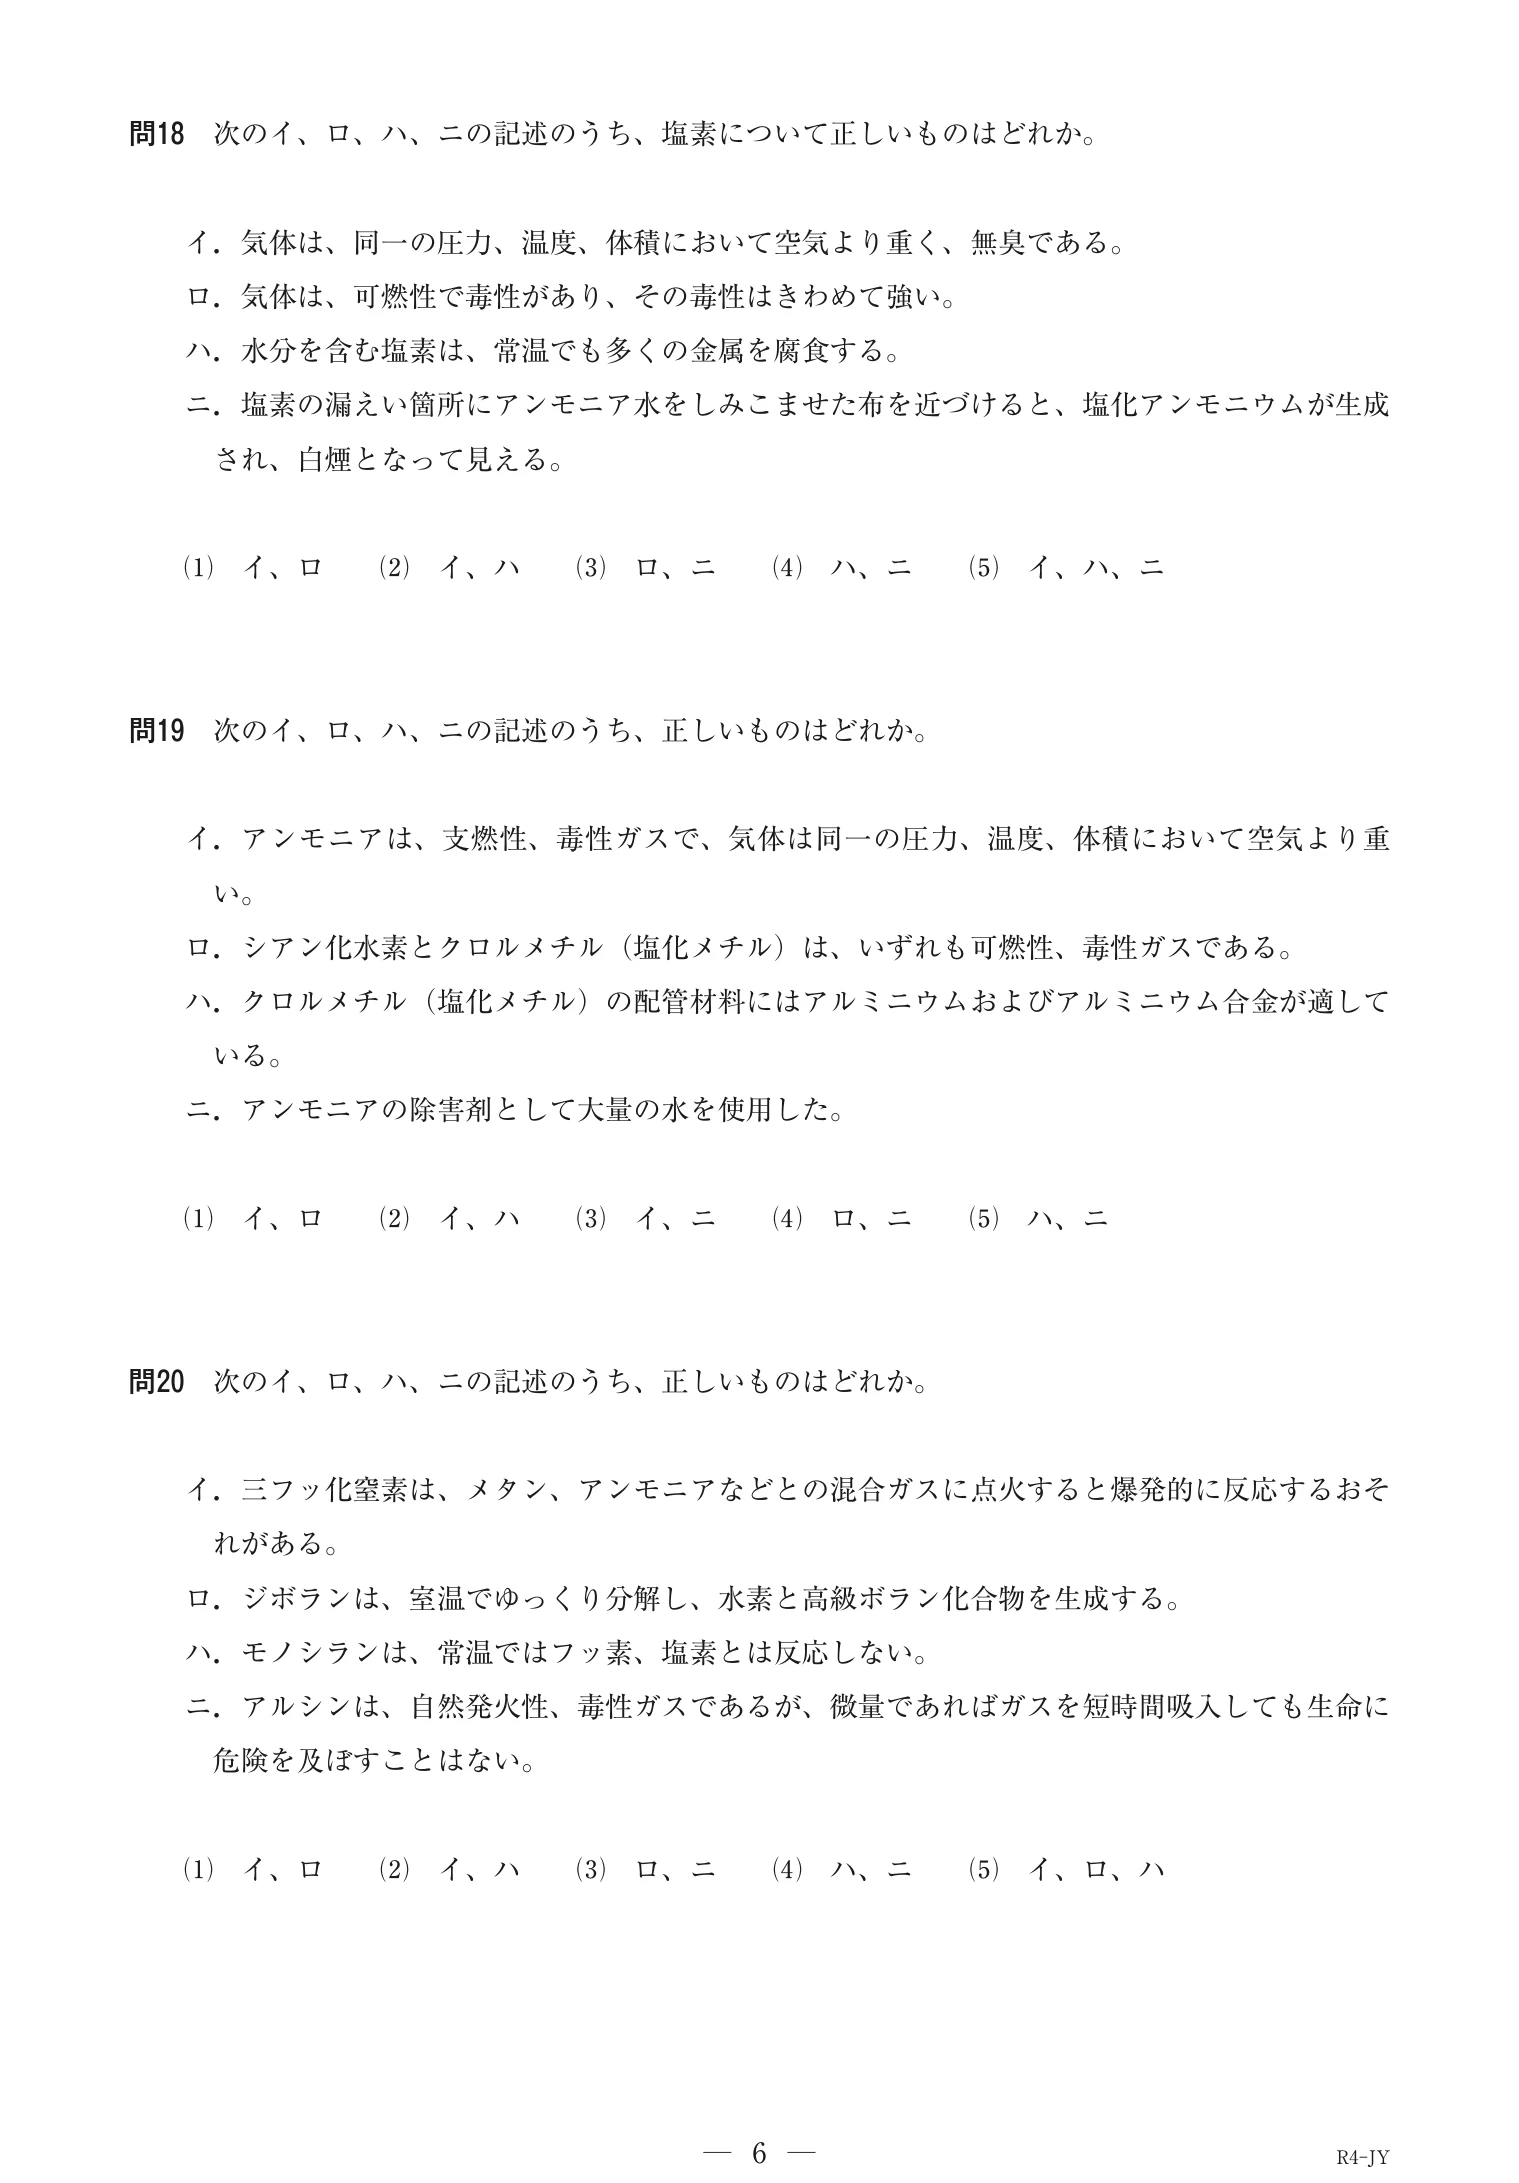 問18　次のイ、ロ、ハ、ニの記述のうち、塩素について正しいものはどれか。
イ．気体は、同一の圧力、温度、体積において空気より重く、無臭である。
ロ．気体は、可燃性で毒性があり、その毒性はきわめて強い。
ハ．水分を含む塩素は、常温でも多くの金属を腐食する。
ニ．塩素の漏えい箇所にアンモニア水をしみこませた布を近づけると、塩化アンモニウムが生成
され、白煙となって見える。
(1)　イ、ロ　　(2)　イ、ハ　　(3)　ロ、ニ　　(4)　ハ、ニ　　(5)　イ、ハ、ニ
問19　次のイ、ロ、ハ、ニの記述のうち、正しいものはどれか。
イ．アンモニアは、支燃性、毒性ガスで、気体は同一の圧力、温度、体積において空気より重
い。
ロ．シアン化水素とクロルメチル（塩化メチル）は、いずれも可燃性、毒性ガスである。
ハ．クロルメチル（塩化メチル）の配管材料にはアルミニウムおよびアルミニウム合金が適して
いる。
ニ．アンモニアの除害剤として大量の水を使用した。
(1)　イ、ロ　　(2)　イ、ハ　　(3)　イ、ニ　　(4)　ロ、ニ　　(5)　ハ、ニ
問20　次のイ、ロ、ハ、ニの記述のうち、正しいものはどれか。
イ．三フッ化窒素は、メタン、アンモニアなどとの混合ガスに点火すると爆発的に反応するおそ
れがある。
ロ．ジボランは、室温でゆっくり分解し、水素と高級ボラン化合物を生成する。
ハ．モノシランは、常温ではフッ素、塩素とは反応しない。
ニ．アルシンは、自然発火性、毒性ガスであるが、微量であればガスを短時間吸入しても生命に
危険を及ぼすことはない。
(1)　イ、ロ　　(2)　イ、ハ　　(3)　ロ、ニ　　(4)　ハ、ニ　　(5)　イ、ロ、ハ
― 6 ―
R4-JY